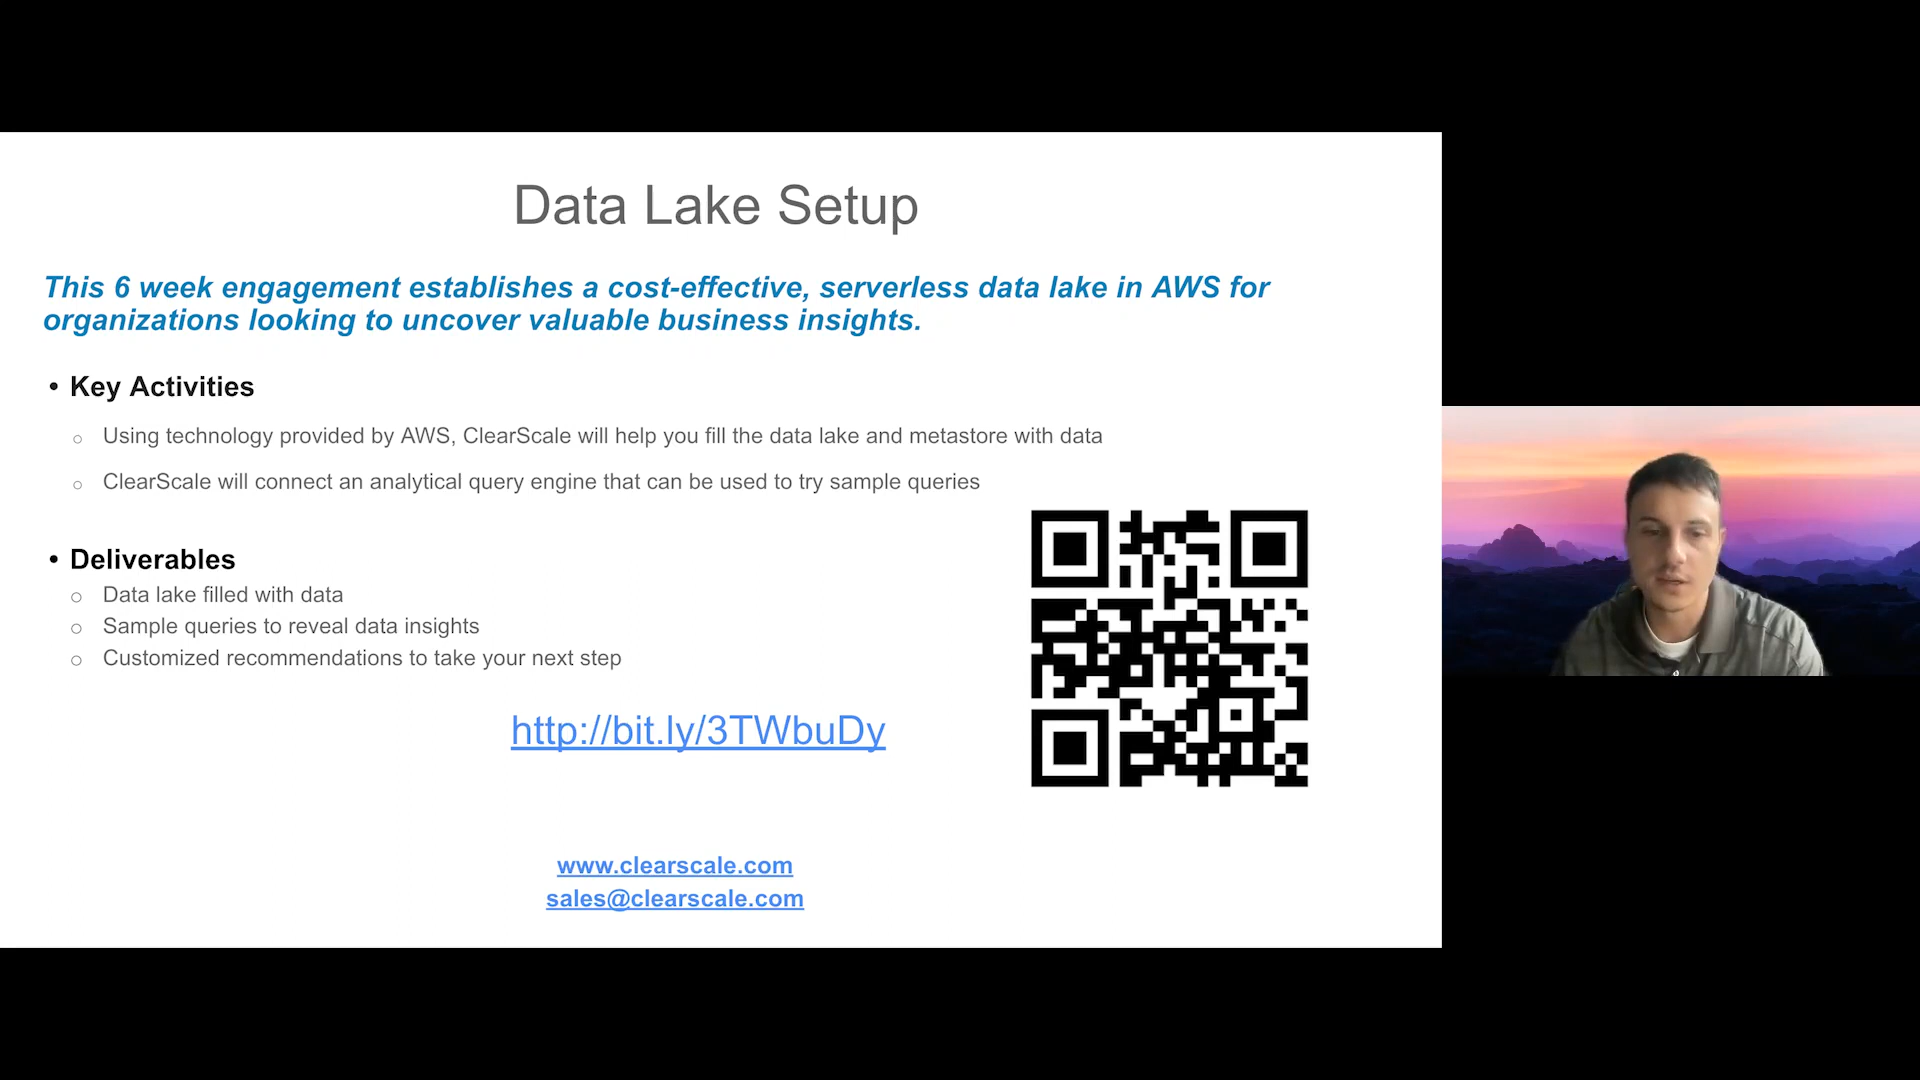 Data Lake Setup
This 6 week engagement establishes a cost-effective, serverless data lake in AWS for
organizations looking to uncover valuable business insights.
• Key Activities
○ Using technology provided by AWS, ClearScale will help you fill the data lake and metastore with data
○ ClearScale will connect an analytical query engine that can be used to try sample queries
• Deliverables
○ Data lake filled with data
○ Sample queries to reveal data insights
○ Customized recommendations to take your next step
http://bit.ly/3TWbuDy
www.clearscale.com
sales@clearscale.com